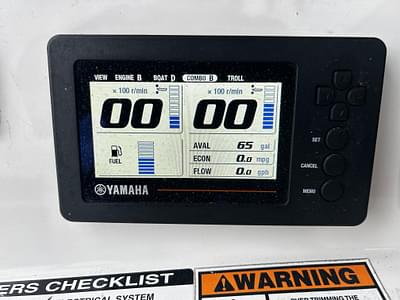 VIEW ENGINE B BOAT D COMBO B TROLL
x 100 r/min x 100 r/min
00 00
FUEL
AVAL 65 gal
ECON 0.0 mpg
FLOW 0.0 gph
YAMAHA
SET
CANCEL
MENU
ERS CHECKLIST
WARNING